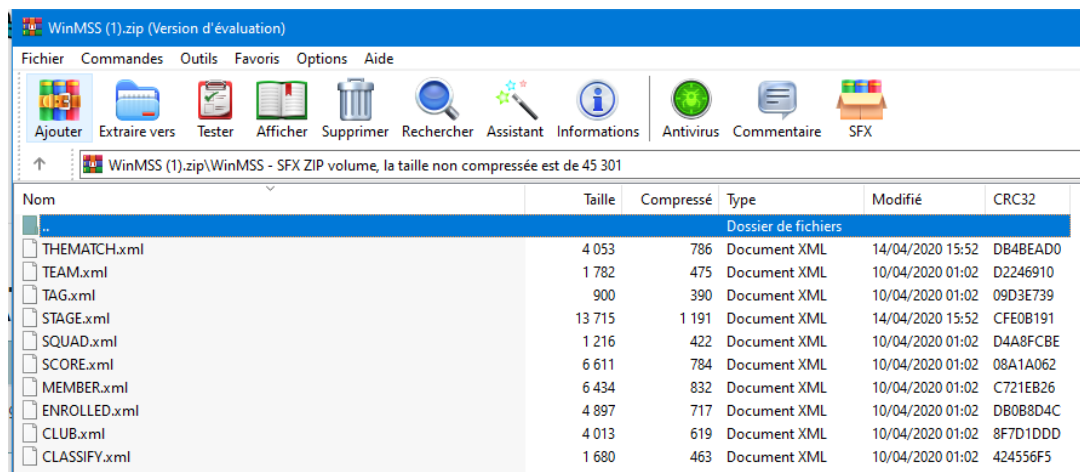 WinMSS (1).zip (Version d'évaluation)
Fichier Commandes Outils Favoris Options Aide
Ajouter Extraire vers Tester Afficher Supprimer Rechercher Assistant Informations Antivirus Commentaire SFX
WinMSS (1).zip\WinMSS - SFX ZIP volume, la taille non compressée est de 45 301
Nom Taille Compressé Type Modifié CRC32
.. Dossier de fichiers
THEMATCH.xml 4 053 786 Document XML 14/04/2020 15:52 DB4BEAD0
TEAM.xml 1 782 475 Document XML 10/04/2020 01:02 D2246910
TAG.xml 900 390 Document XML 10/04/2020 01:02 09D3E739
STAGE.xml 13 715 1 191 Document XML 14/04/2020 15:52 CFE0B191
SQUAD.xml 1 216 422 Document XML 10/04/2020 01:02 D4A8FCBE
SCORE.xml 6 611 784 Document XML 10/04/2020 01:02 08A1A062
MEMBER.xml 6 434 832 Document XML 10/04/2020 01:02 C721EB26
ENROLLED.xml 4 897 717 Document XML 10/04/2020 01:02 DB0B8D4C
CLUB.xml 4 013 619 Document XML 10/04/2020 01:02 8F7D1DDD
CLASSIFY.xml 1 680 463 Document XML 10/04/2020 01:02 424556F5